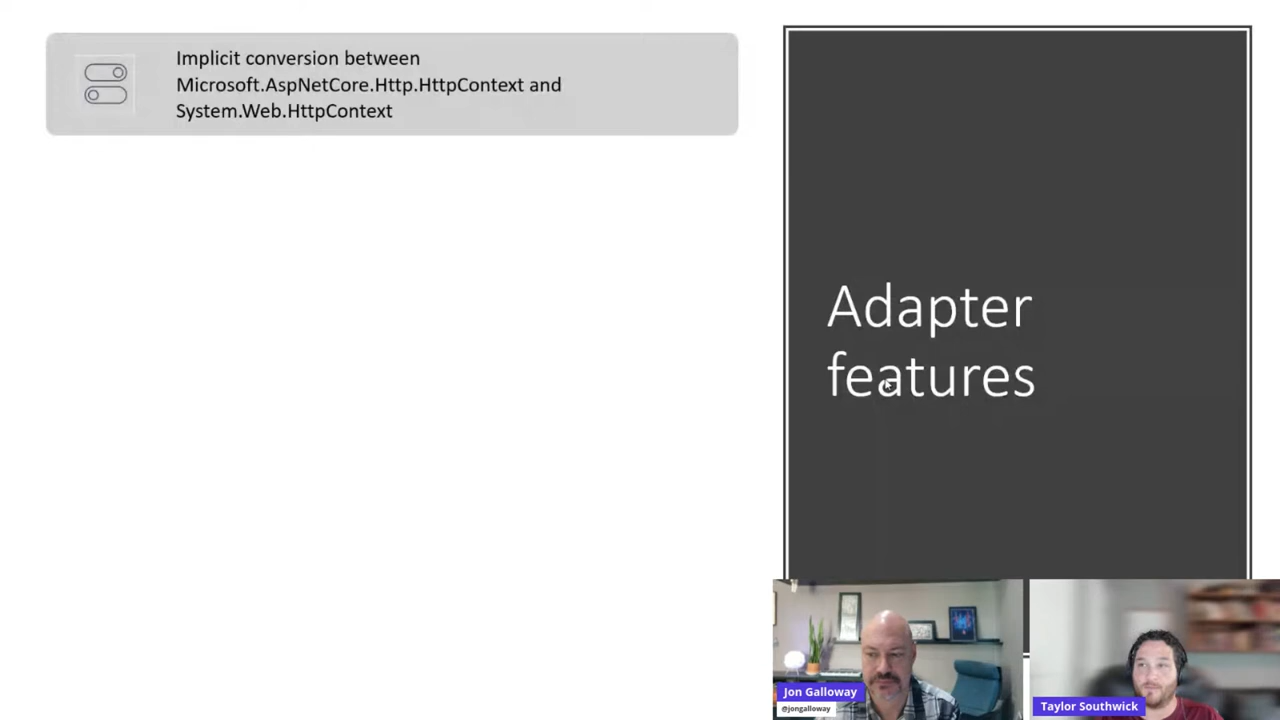 Implicit conversion between
Microsoft.AspNetCore.Http.HttpContext and
System.Web.HttpContext
Adapter
features
Jon Galloway
@jongalloway
Taylor Southwick